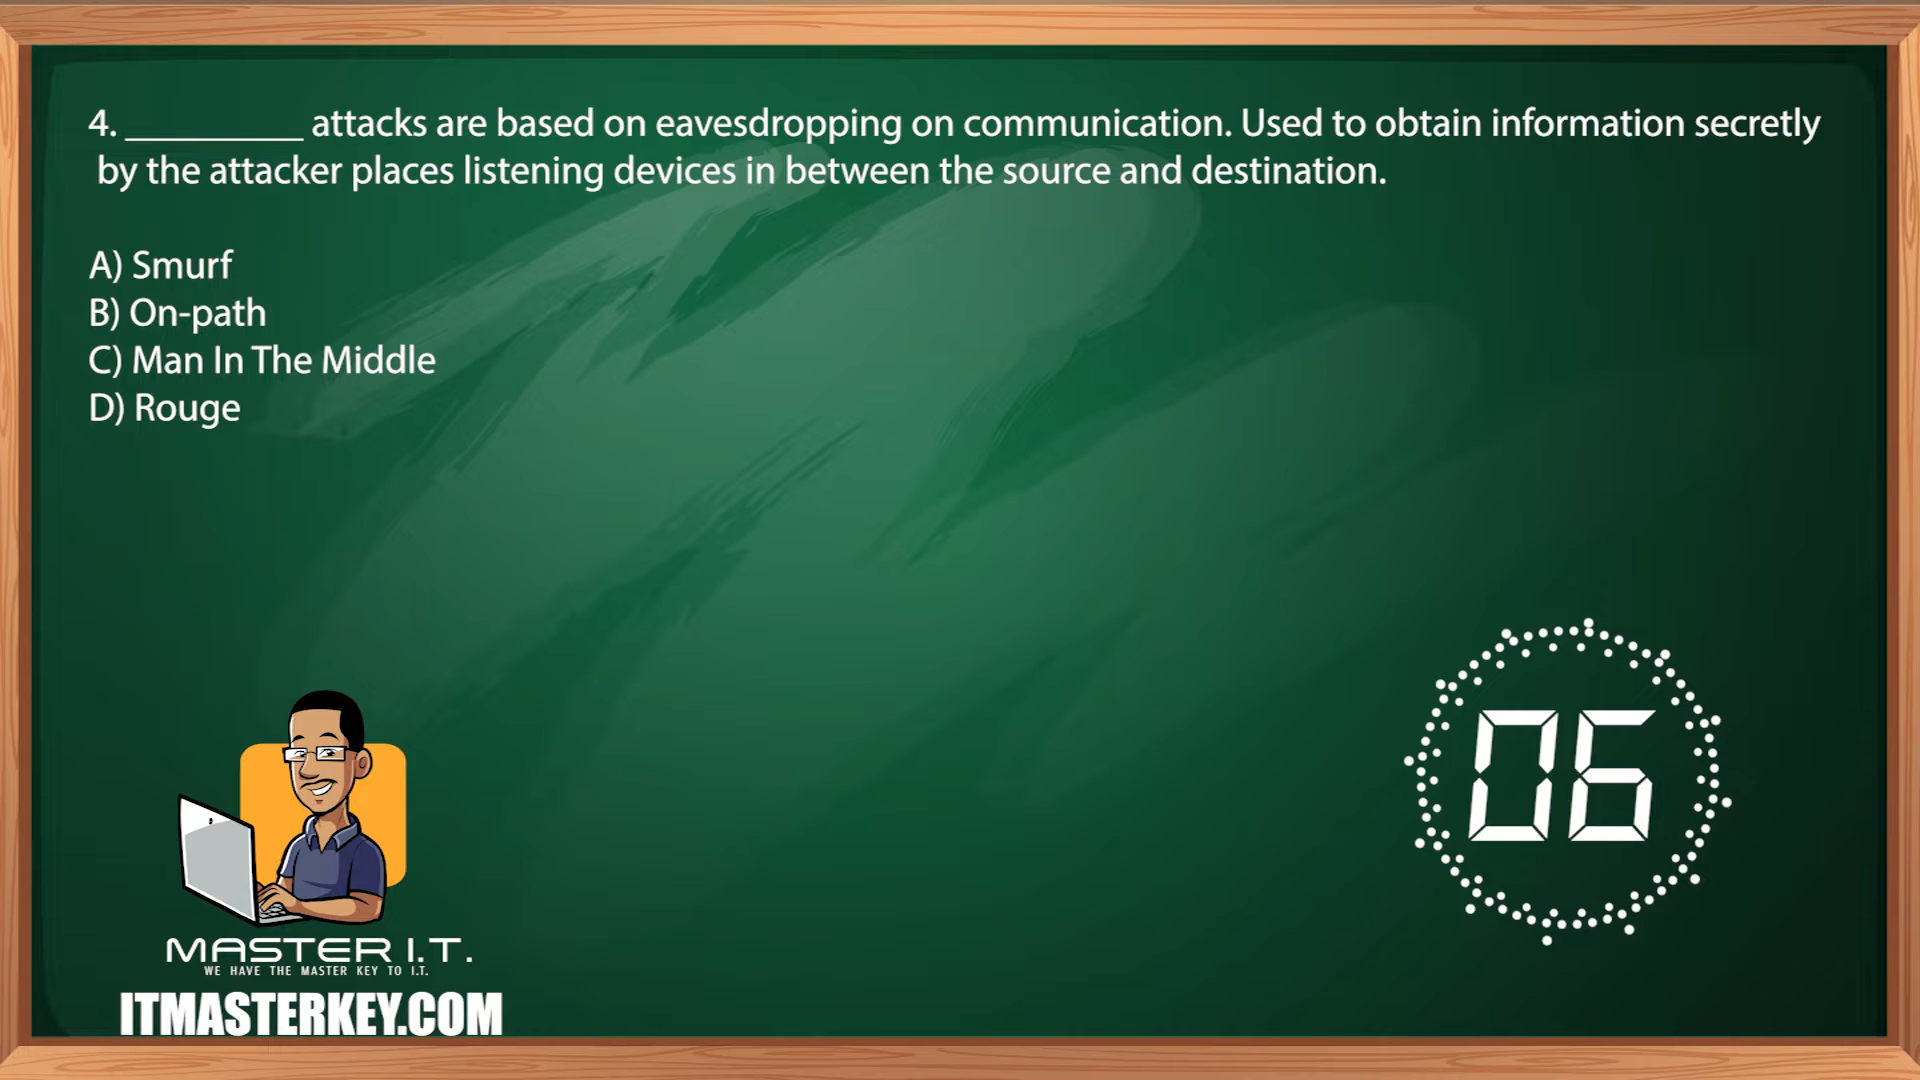 4. _________ attacks are based on eavesdropping on communication. Used to obtain information secretly
by the attacker places listening devices in between the source and destination.
A) Smurf
B) On-path
C) Man In The Middle
D) Rouge
06
MASTER I.T.
WE HAVE THE MASTER KEY TO I.T.
ITMASTERKEY.COM